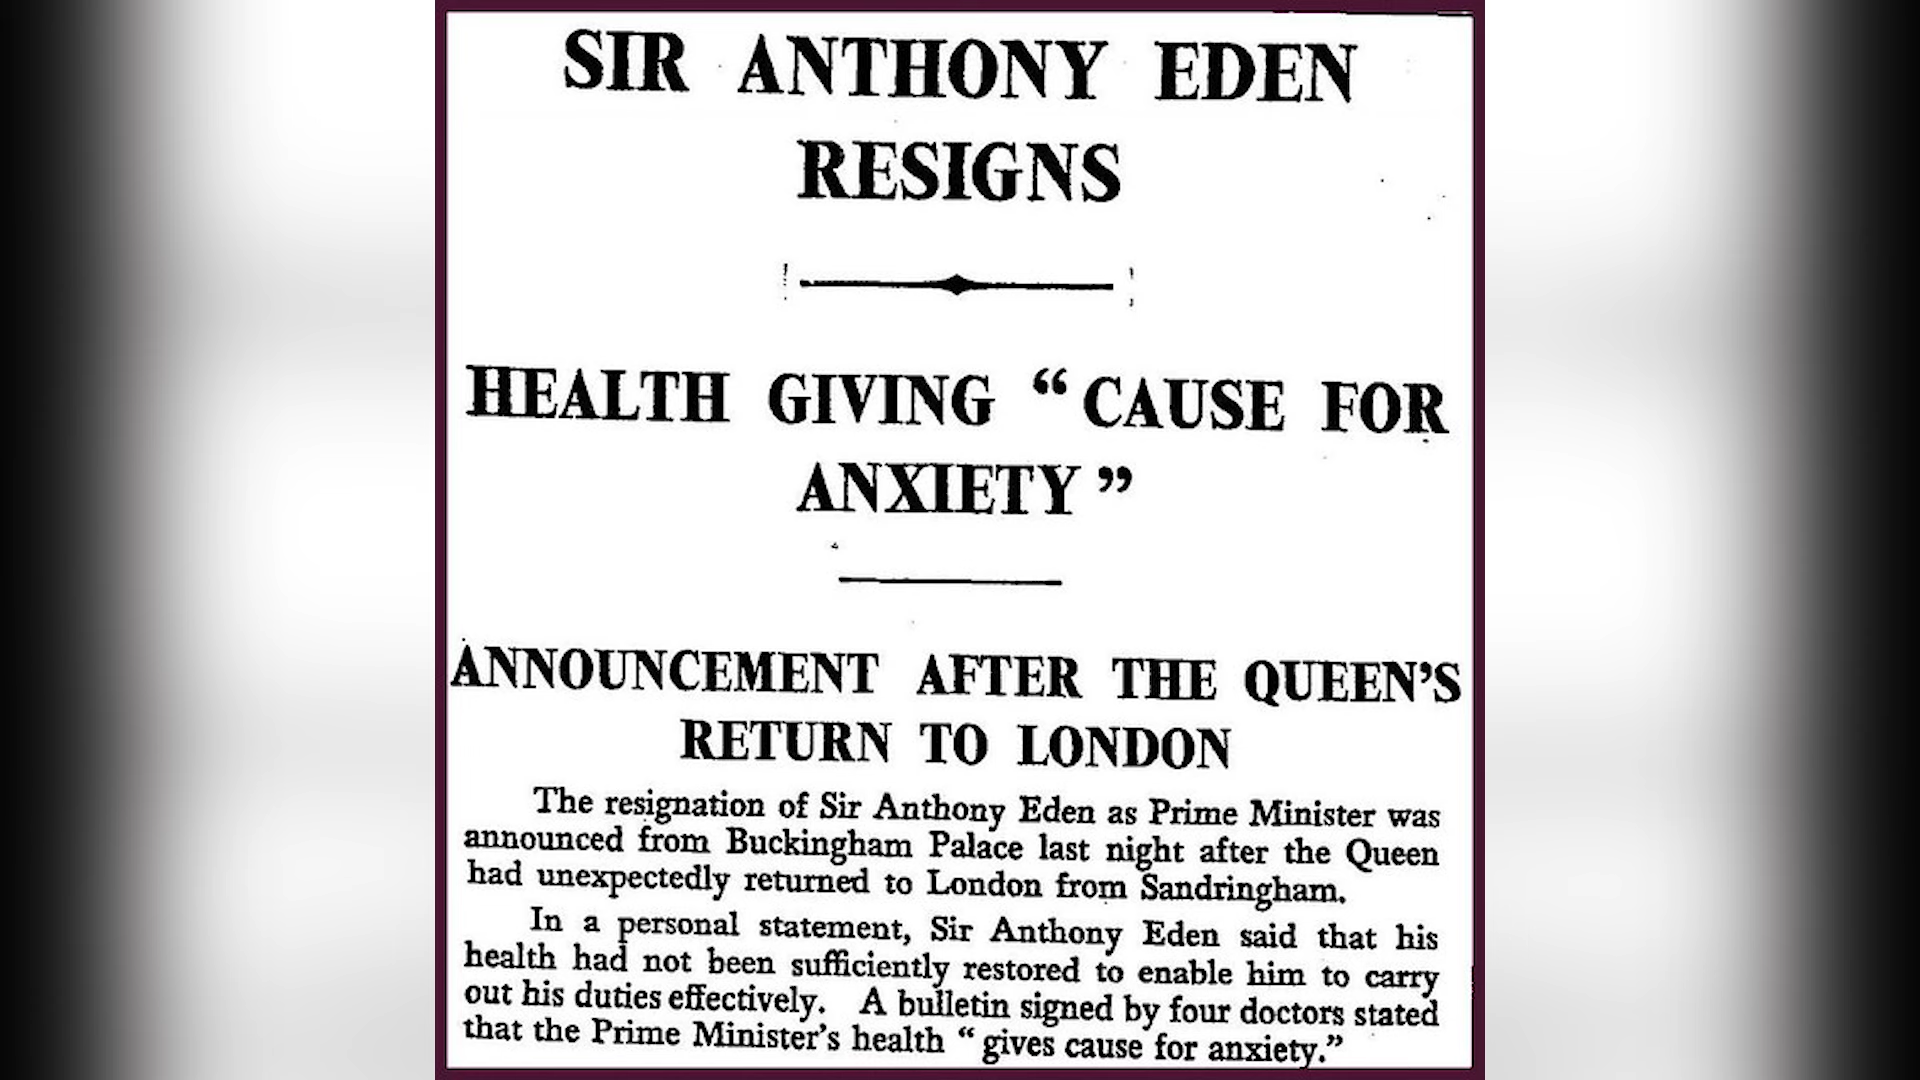 SIR ANTHONY EDEN
RESIGNS
HEALTH GIVING “CAUSE FOR
ANXIETY”
ANNOUNCEMENT AFTER THE QUEEN’S
RETURN TO LONDON
The resignation of Sir Anthony Eden as Prime Minister was
announced from Buckingham Palace last night after the Queen
had unexpectedly returned to London from Sandringham.
In a personal statement, Sir Anthony Eden said that his
health had not been sufficiently restored to enable him to carry
out his duties effectively. A bulletin signed by four doctors stated
that the Prime Minister’s health “gives cause for anxiety.”